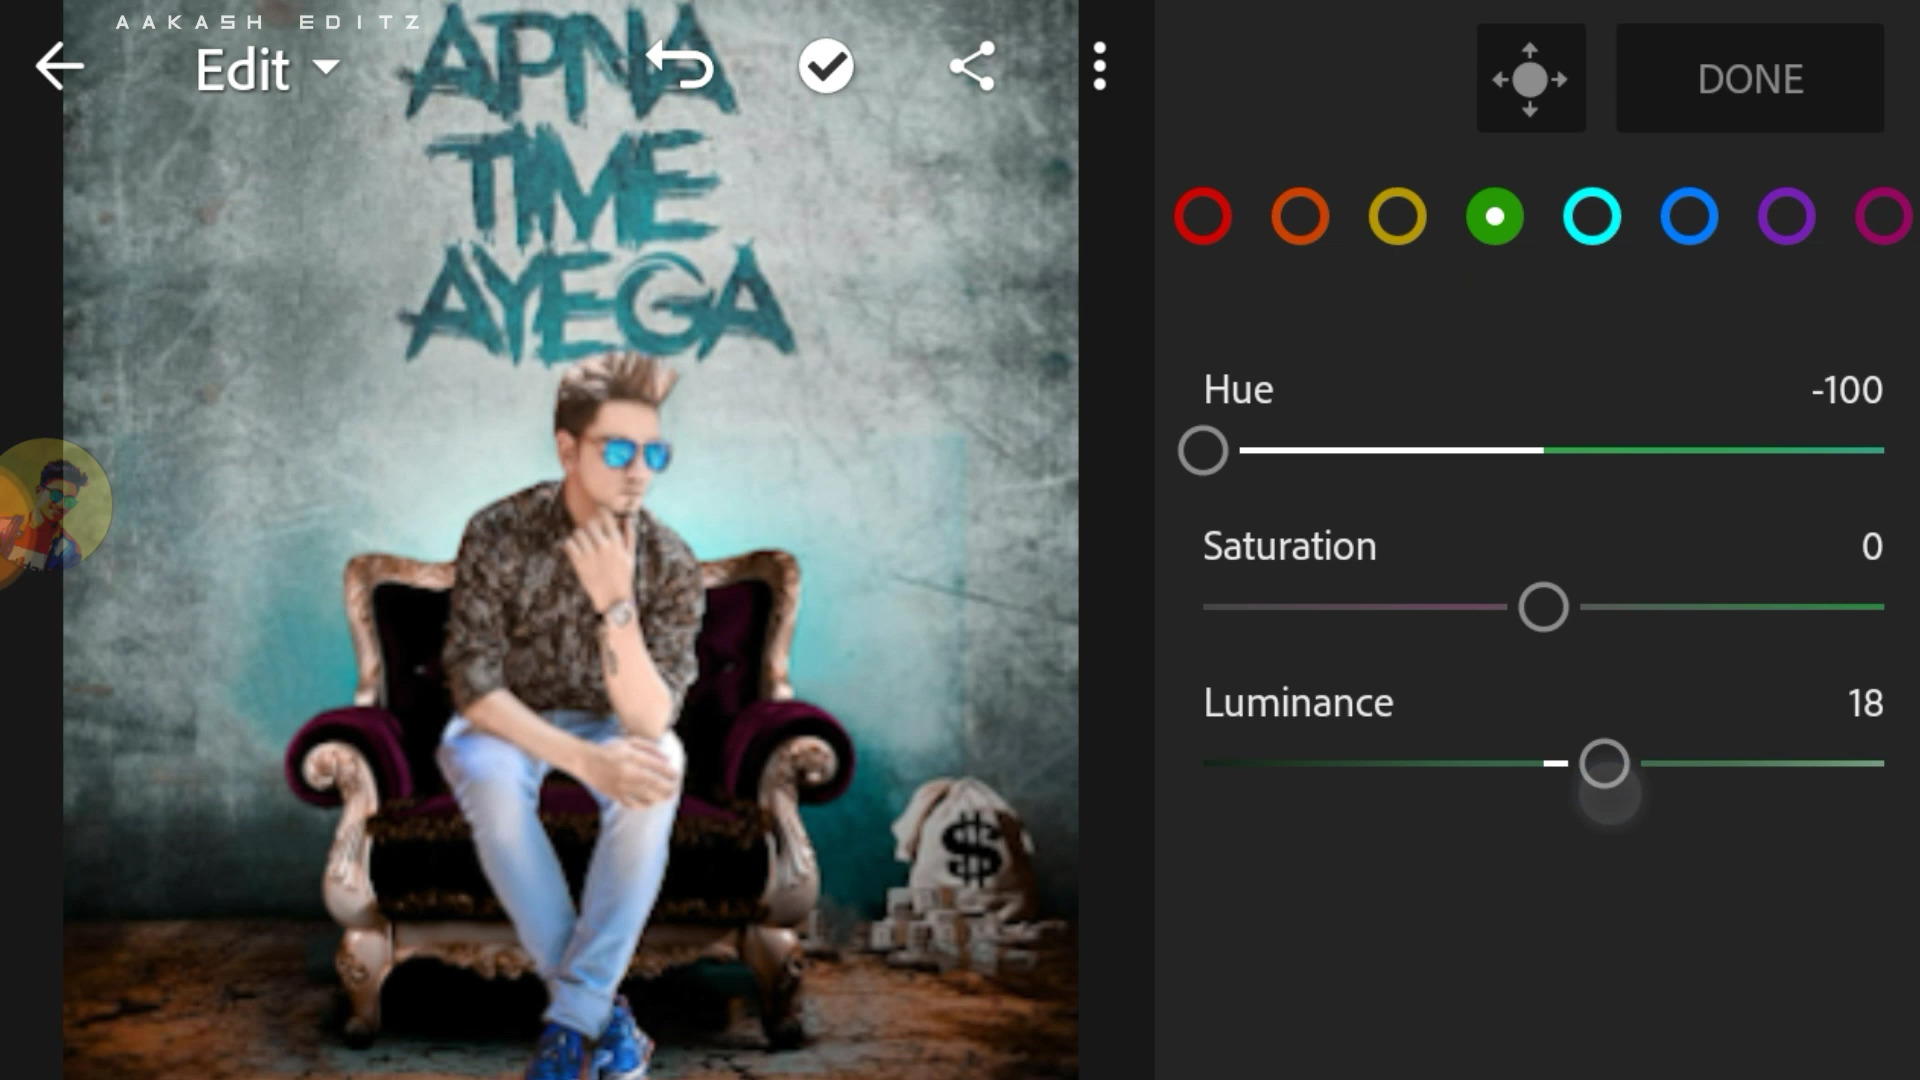 AAKASH EDITZ
Edit
DONE
APNA
TIME
AYEGA
$
Hue -100
Saturation 0
Luminance 18